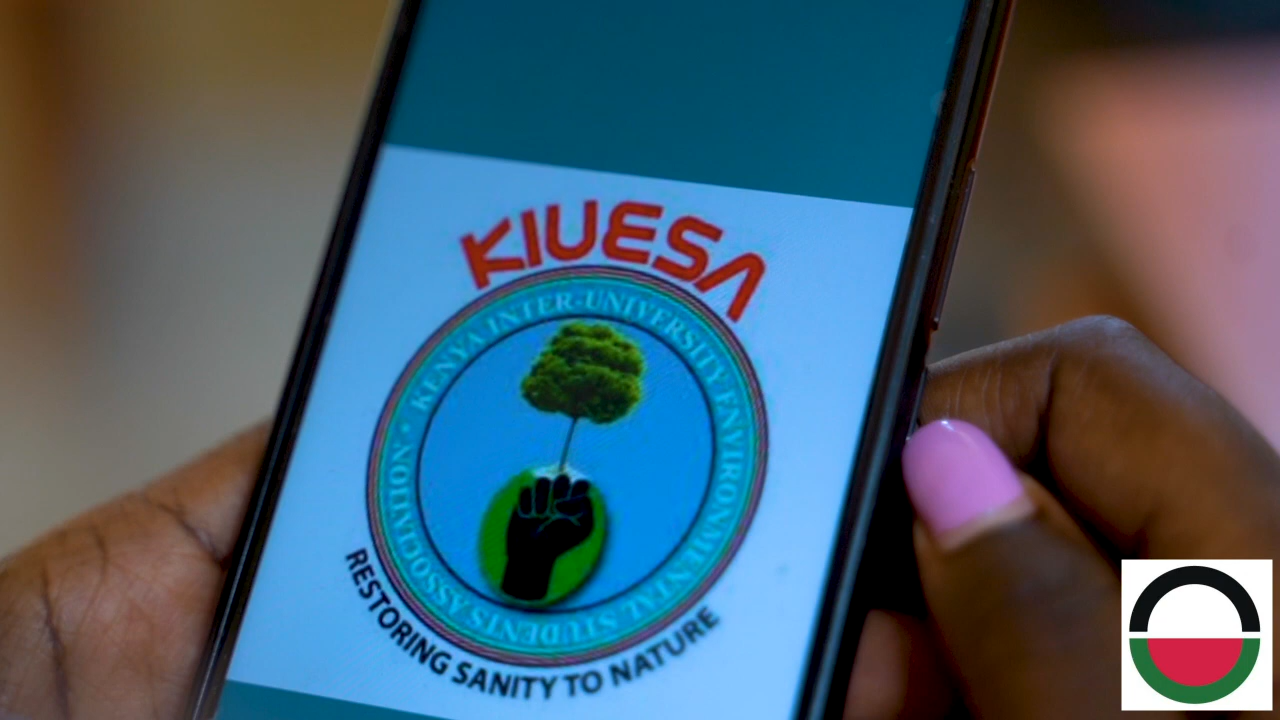 KIUESA
KENYA INTER-UNIVERSITY ENVIRONMENTAL STUDENTS ASSOCIATION •
RESTORING SANITY TO NATURE